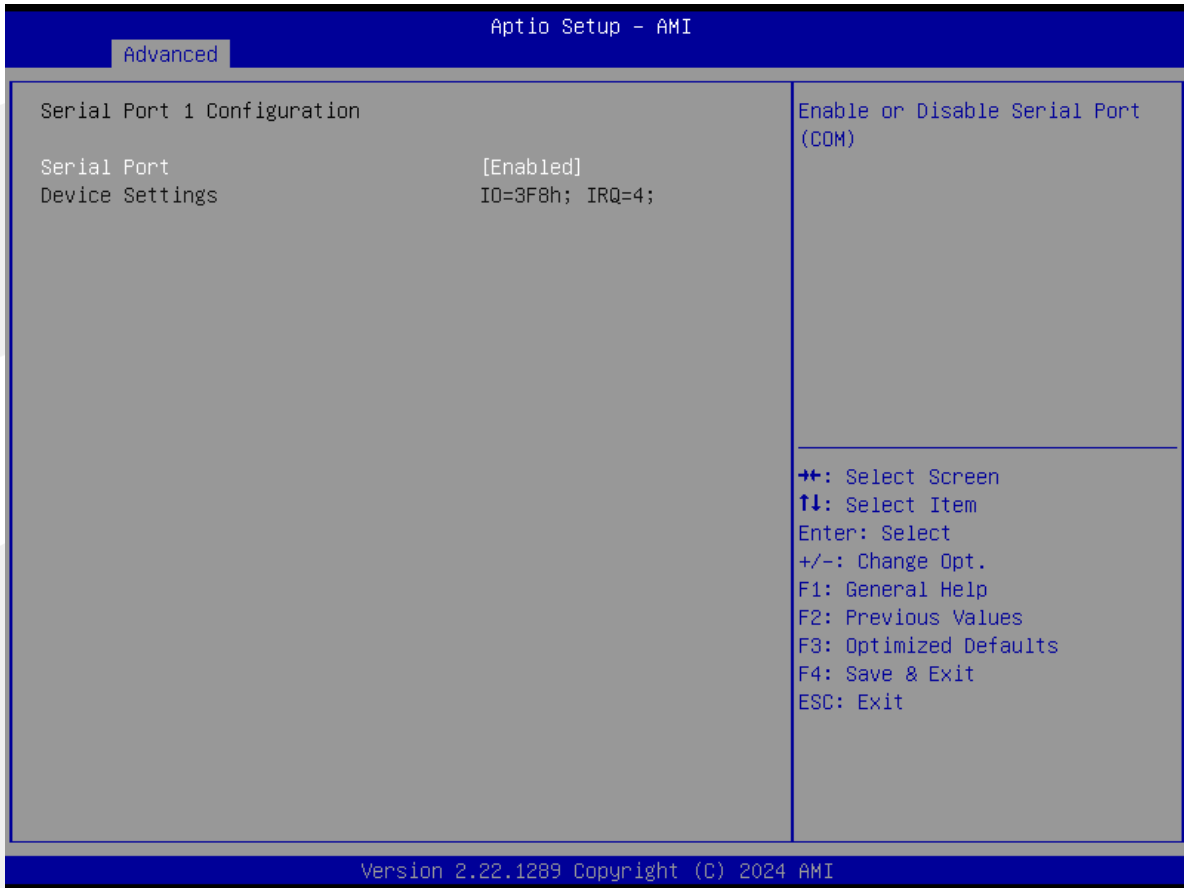 Aptio Setup – AMI
Advanced
Serial Port 1 Configuration
Serial Port [Enabled]
Device Settings IO=3F8h; IRQ=4;
Enable or Disable Serial Port
(COM)
→←: Select Screen
↑↓: Select Item
Enter: Select
+/-: Change Opt.
F1: General Help
F2: Previous Values
F3: Optimized Defaults
F4: Save & Exit
ESC: Exit
Version 2.22.1289 Copyright (C) 2024 AMI